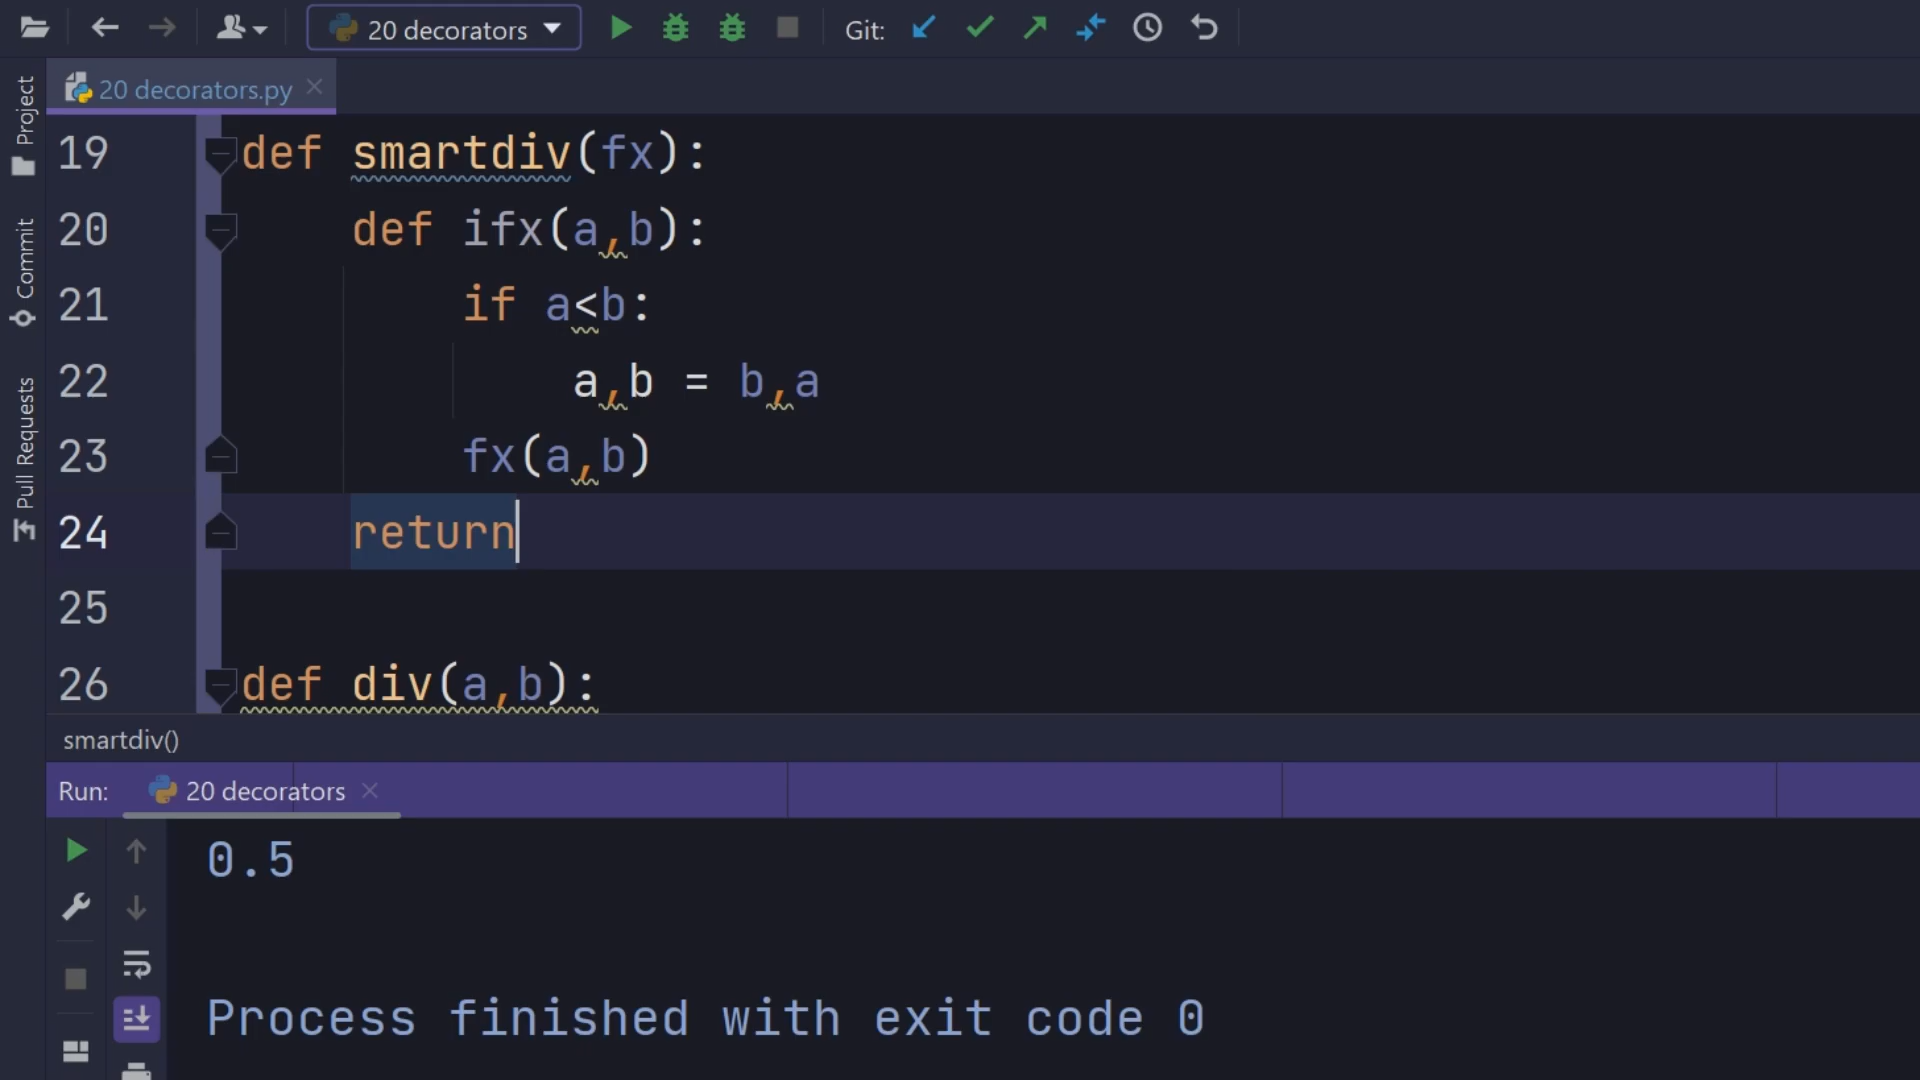 20 decorators
Git:
Project
Commit
Pull Requests
20 decorators.py
19 def smartdiv(fx):
20 def ifx(a,b):
21 if a<b:
22 a,b = b,a
23 fx(a,b)
24 return
25
26 def div(a,b):
smartdiv()
Run: 20 decorators
0.5
Process finished with exit code 0